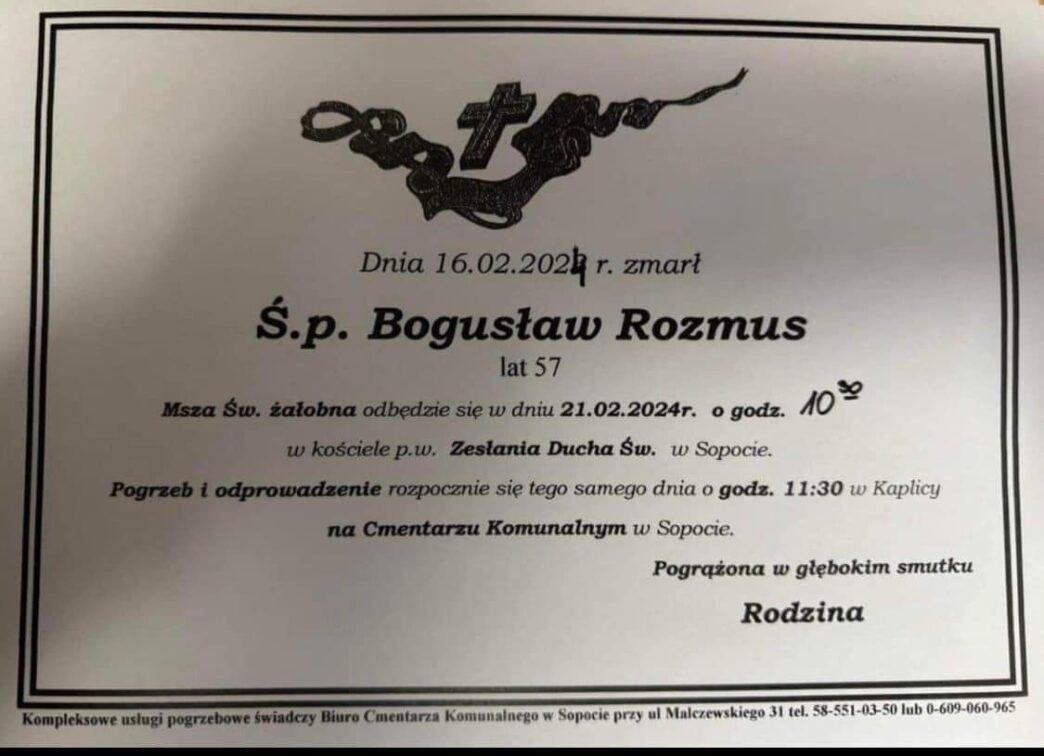 Dnia 16.02.2024 r. zmarł
Ś.p. Bogusław Rozmus
lat 57
Msza Św. żałobna odbędzie się w dniu 21.02.2024r. o godz. 10³⁰
w kościele p.w. Zesłania Ducha Św. w Sopocie.
Pogrzeb i odprowadzenie rozpocznie się tego samego dnia o godz. 11:30 w Kaplicy
na Cmentarzu Komunalnym w Sopocie.
Pogrążona w głębokim smutku
Rodzina
Kompleksowe usługi pogrzebowe świadczy Biuro Cmentarza Komunalnego w Sopocie przy ul Malczewskiego 31 tel. 58-551-03-50 lub 0-609-060-965